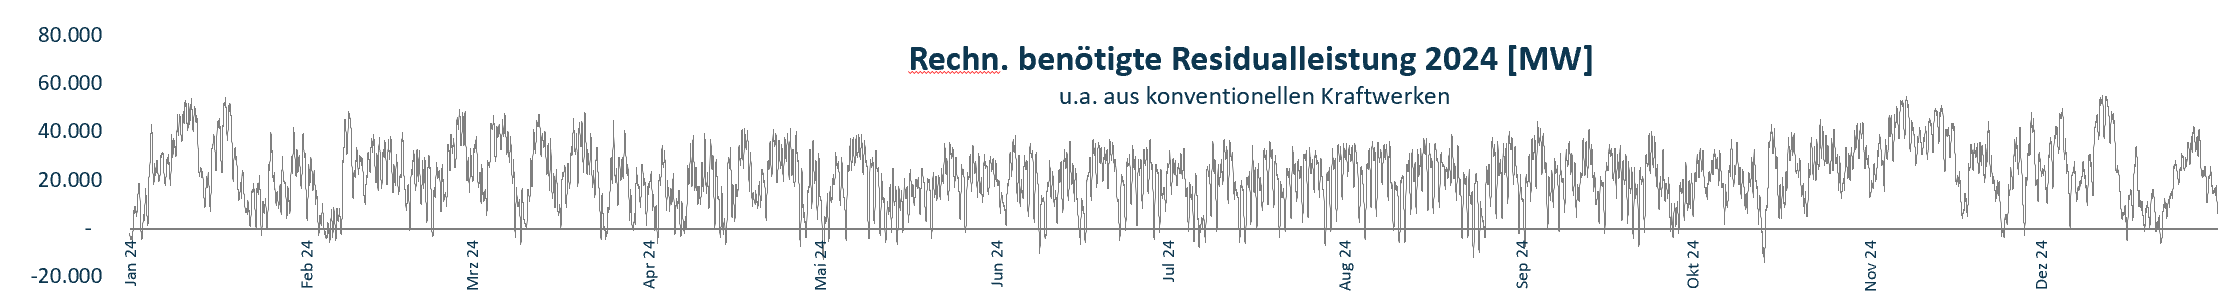 Rechn. benötigte Residualleistung 2024 [MW]
u.a. aus konventionellen Kraftwerken
80.000
60.000
40.000
20.000
-
-20.000
Jan 24
Feb 24
Mrz 24
Apr 24
Mai 24
Jun 24
Jul 24
Aug 24
Sep 24
Okt 24
Nov 24
Dez 24